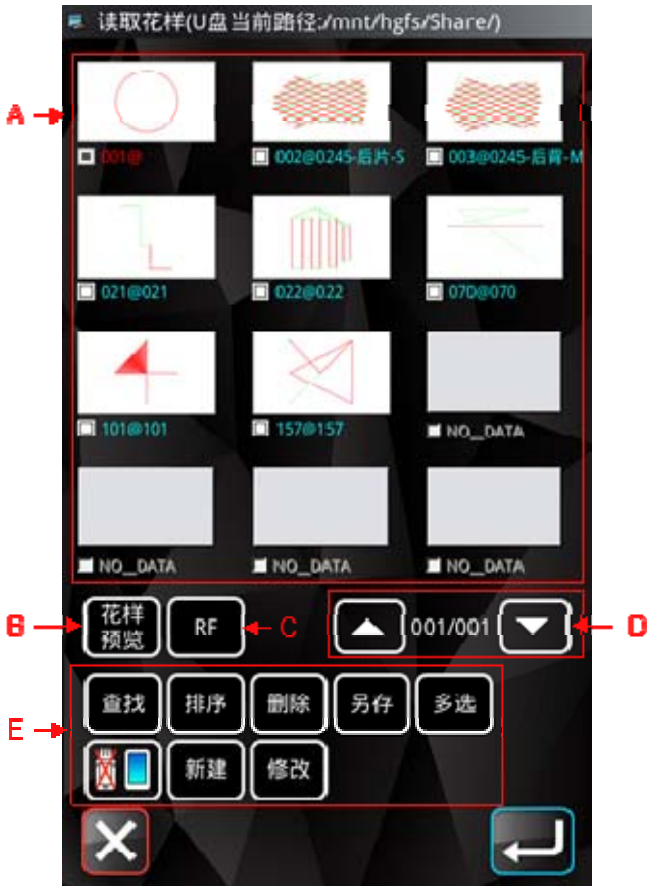 读取花样(U盘当前路径:/mnt/hgfs/Share/)
A
001@
002@0245-后片-S
003@0245-后背-M
021@021
022@022
070@070
101@101
157@157
NO__DATA
NO__DATA
NO__DATA
NO__DATA
B
花样
预览
RF
C
001/001
D
E
查找
排序
删除
另存
多选
新建
修改